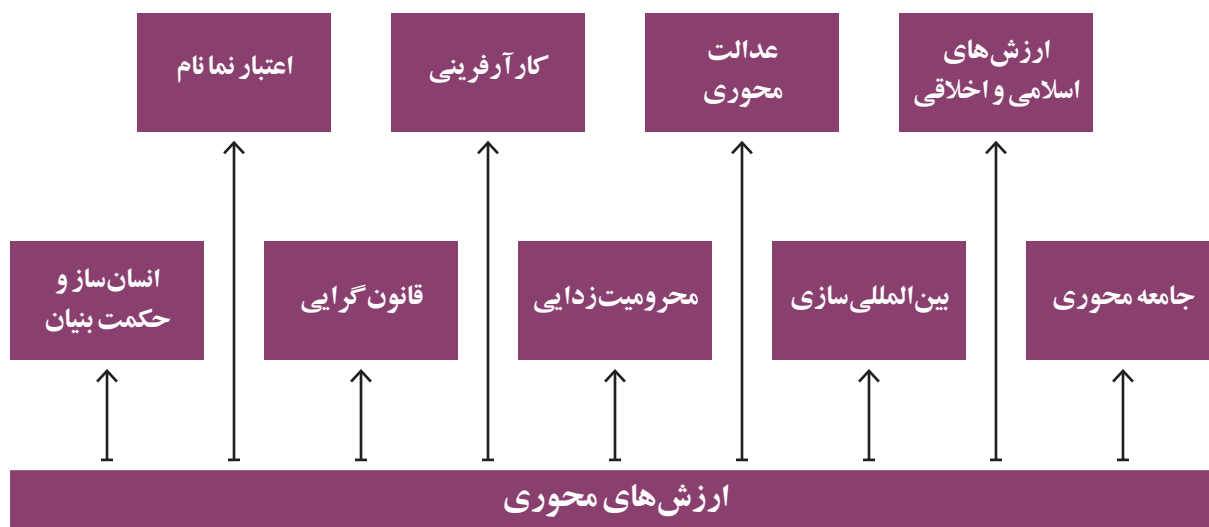 ارزش‌های
اسلامی و اخلاقی
عدالت
محوری
کارآرفرینی
اعتبار نما نام
جامعه محوری
بین‌المللی‌سازی
محرومیت‌زدایی
قانون گرایی
انسان‌ساز و
حکمت بنیان
ارزش‌های محوری